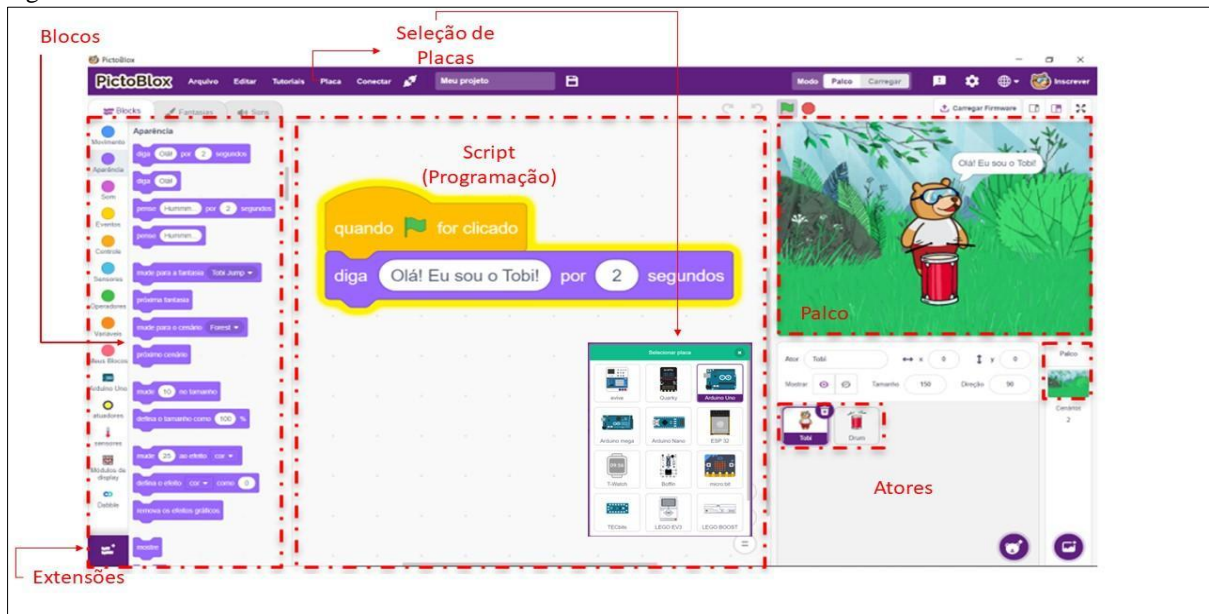 Blocos
Seleção de
Placas
PictoBlox
PictoBlox
Arquivo
Editar
Tutoriais
Placa
Conectar
Meu projeto
Modo
Palco
Carregar
Inscrever
Blocks
Fantasias
Sons
Carregar Firmware
Movimento
Aparência
Som
Eventos
Controle
Sensores
Operadores
Variáveis
Meus Blocos
Arduino Uno
atuadores
sensores
Módulos de
display
Dabble
Aparência
diga Olá! por 2 segundos
diga Olá!
pense Hummm... por 2 segundos
pense Hummm...
mude para a fantasia Tobi Jump
próxima fantasia
mude para o cenário Forest
próximo cenário
mude 10 no tamanho
defina o tamanho como 100 %
mude 25 ao efeito cor
defina o efeito cor como 0
remova os efeitos gráficos
mostre
Script
(Programação)
quando for clicado
diga Olá! Eu sou o Tobi! por 2 segundos
Selecionar placa
evive
Quarky
Arduino Uno
Arduino mega
Arduino Nano
ESP 32
T-Watch
Boffin
micro:bit
TECbits
LEGO EV3
LEGO BOOST
Olá! Eu sou o Tobi!
Palco
Ator Tobi x 0 y 0
Mostrar Tamanho 150 Direção 90
Palco
Cenários
2
Tobi
Drum
Atores
Extensões